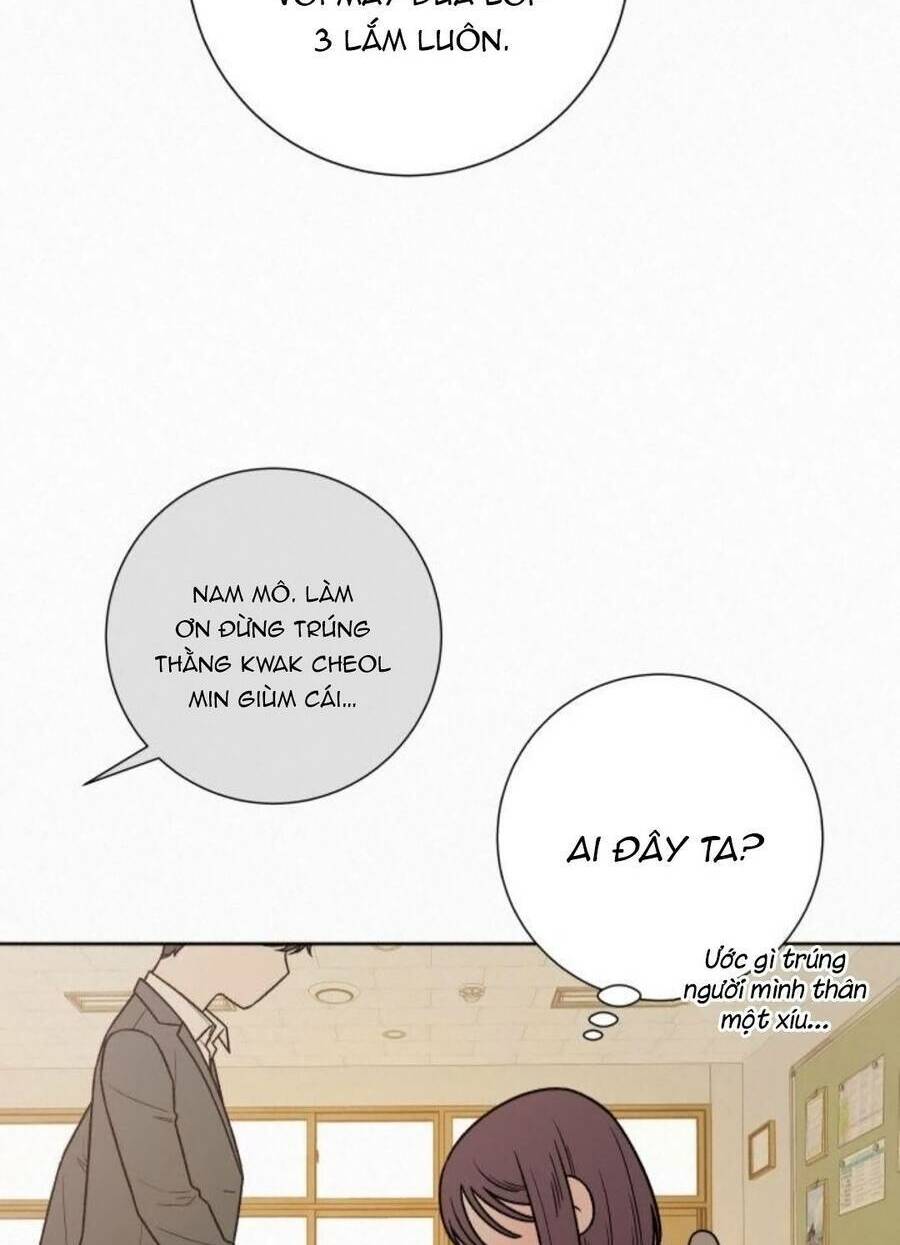 3 LẮM LUÔN.
NAM MÔ. LÀM
ƠN ĐỪNG TRÚNG
THẰNG KWAK CHEOL
MIN GIÙM CÁI...
AI ĐÂY TA?
Ước gì trúng
người mình thân
một xíu...